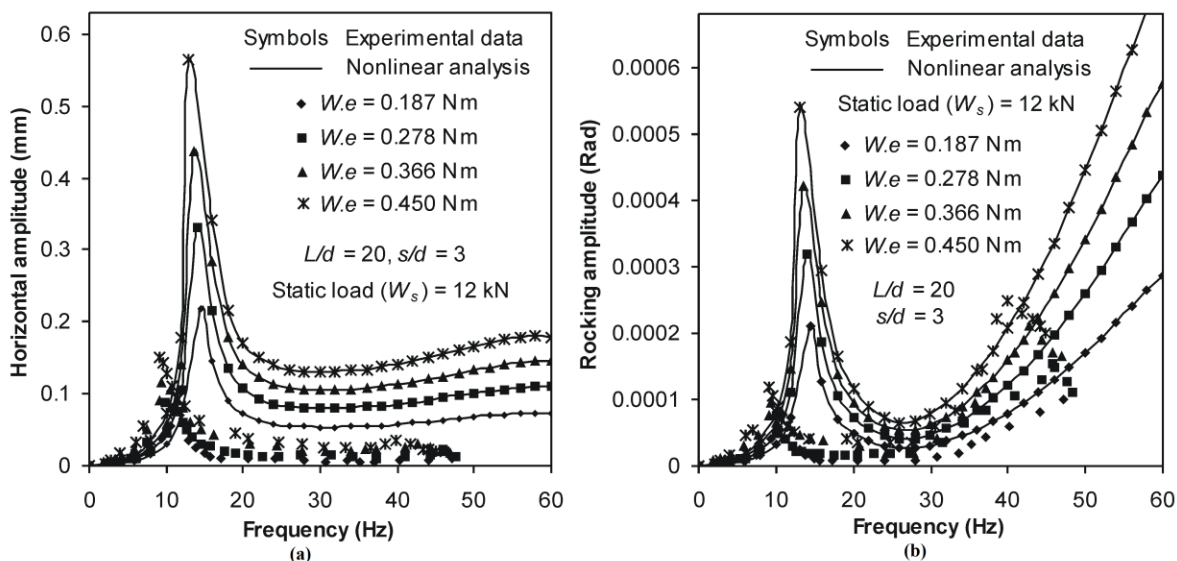 Horizontal amplitude (mm)
0.6
0.5
0.4
0.3
0.2
0.1
0
Symbols Experimental data
Nonlinear analysis
W.e = 0.187 Nm
W.e = 0.278 Nm
W.e = 0.366 Nm
W.e = 0.450 Nm
L/d = 20, s/d = 3
Static load (Ws) = 12 kN
0 10 20 30 40 50 60
Frequency (Hz)
(a)
Rocking amplitude (Rad)
0.0006
0.0005
0.0004
0.0003
0.0002
0.0001
0
Symbols Experimental data
Nonlinear analysis
Static load (Ws) = 12 kN
W.e = 0.187 Nm
W.e = 0.278 Nm
W.e = 0.366 Nm
W.e = 0.450 Nm
L/d = 20
s/d = 3
0 10 20 30 40 50 60
Frequency (Hz)
(b)